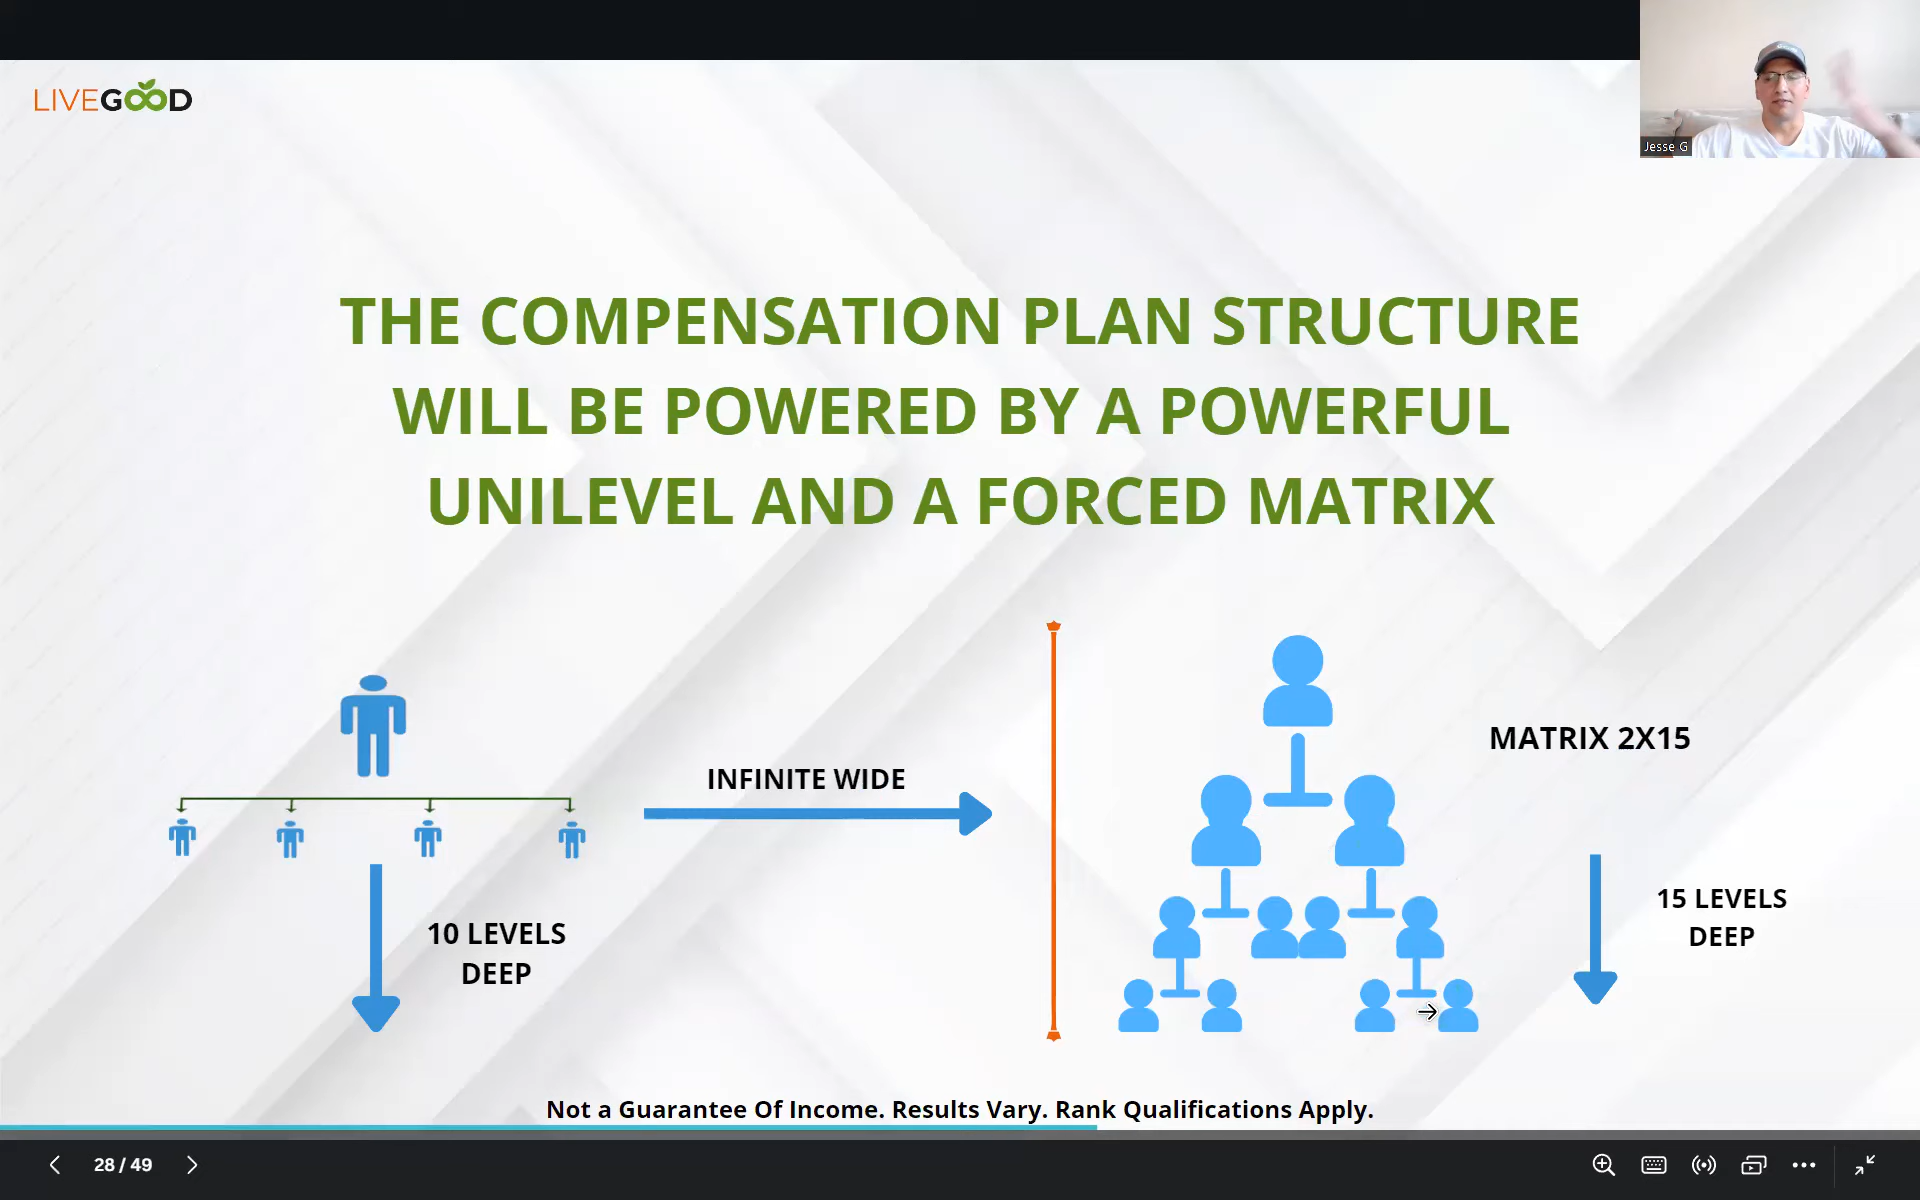 LIVEGOOD
Jesse G
THE COMPENSATION PLAN STRUCTURE
WILL BE POWERED BY A POWERFUL
UNILEVEL AND A FORCED MATRIX
INFINITE WIDE
10 LEVELS
DEEP
MATRIX 2X15
15 LEVELS
DEEP
Not a Guarantee Of Income. Results Vary. Rank Qualifications Apply.
28 / 49